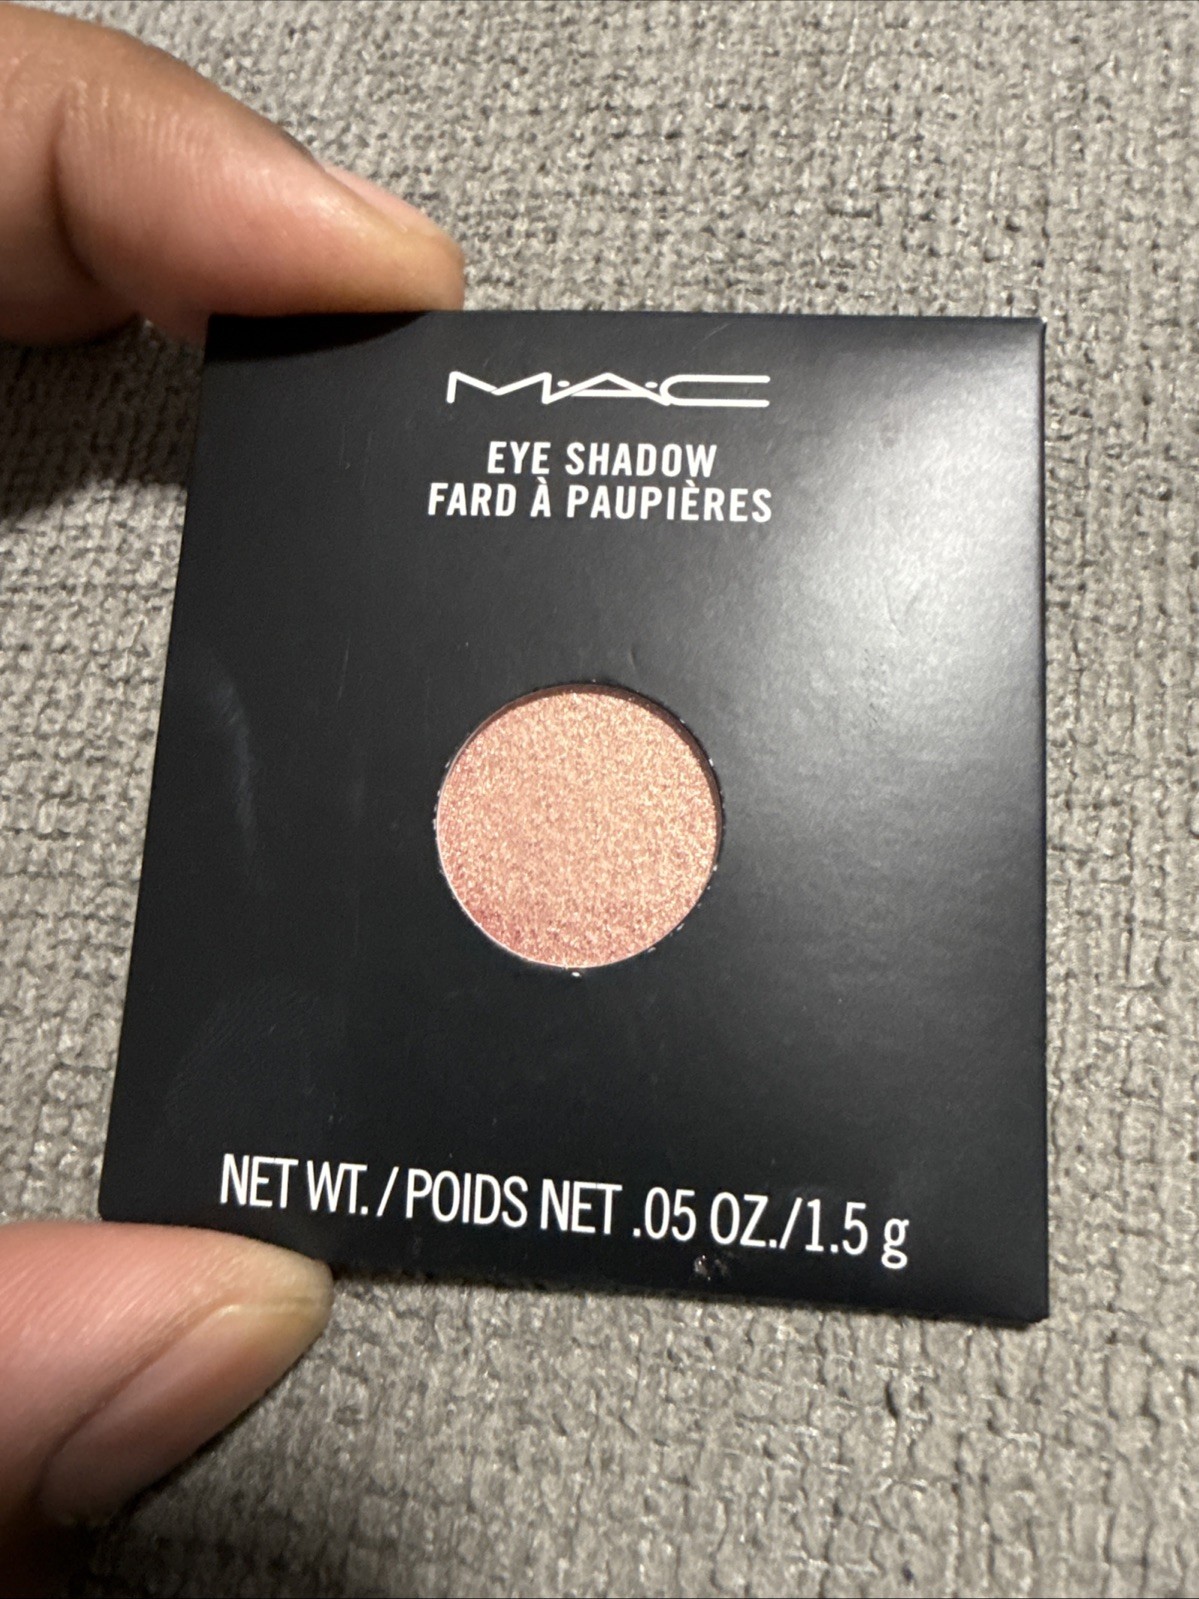 M·A·C
EYE SHADOW
FARD À PAUPIÈRES
NET WT. / POIDS NET .05 OZ./1.5 g